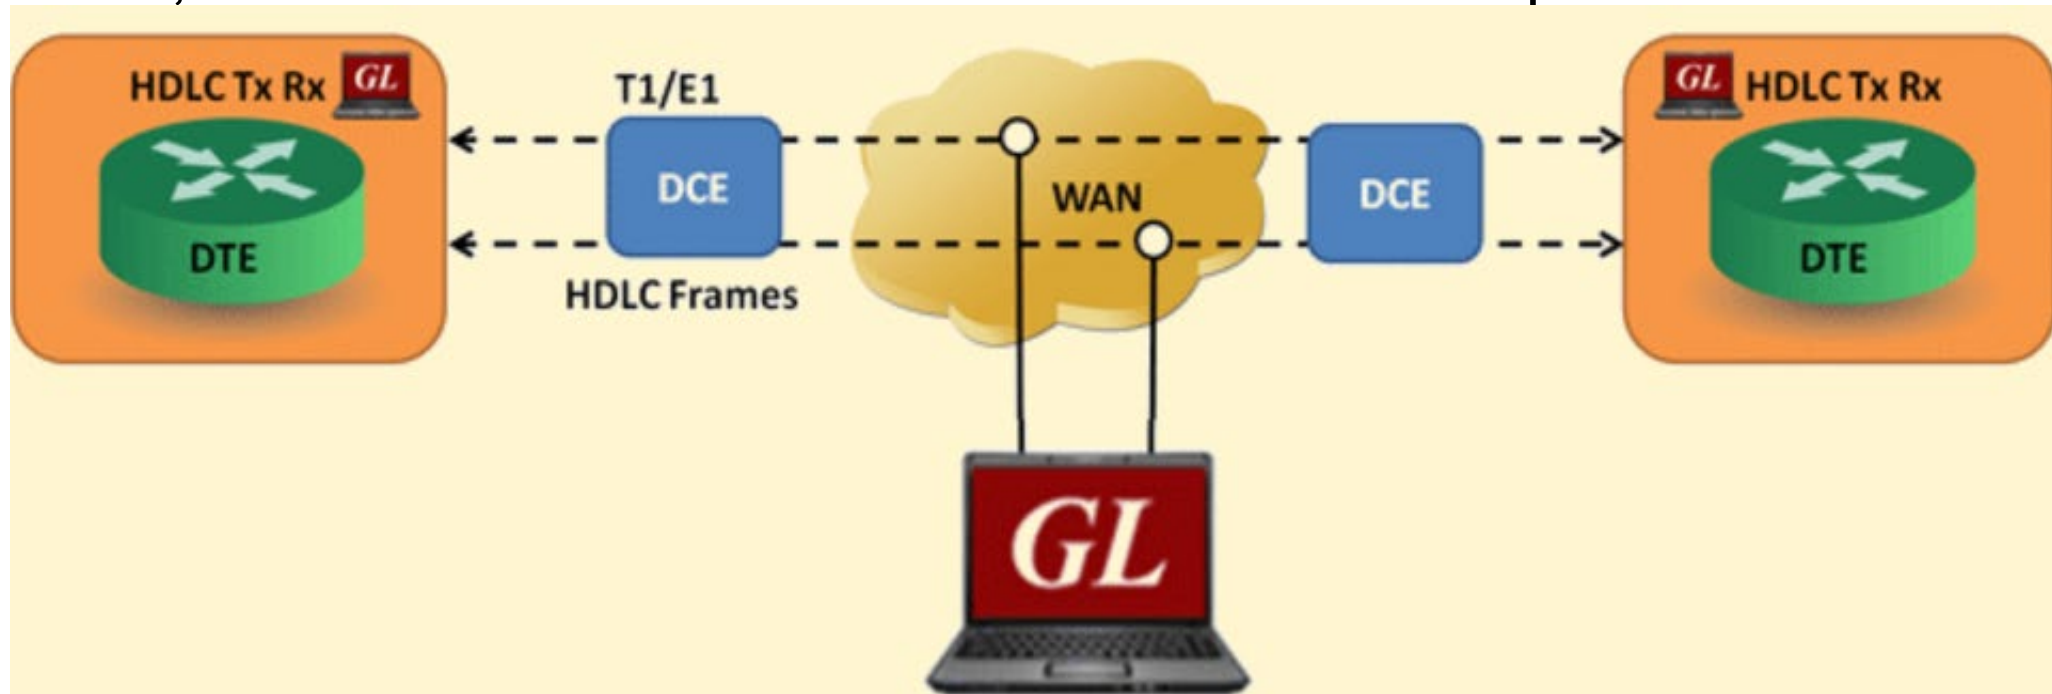 HDLC Tx Rx
GL
T1/E1
GL
HDLC Tx Rx
DCE
WAN
DCE
DTE
HDLC Frames
DTE
GL